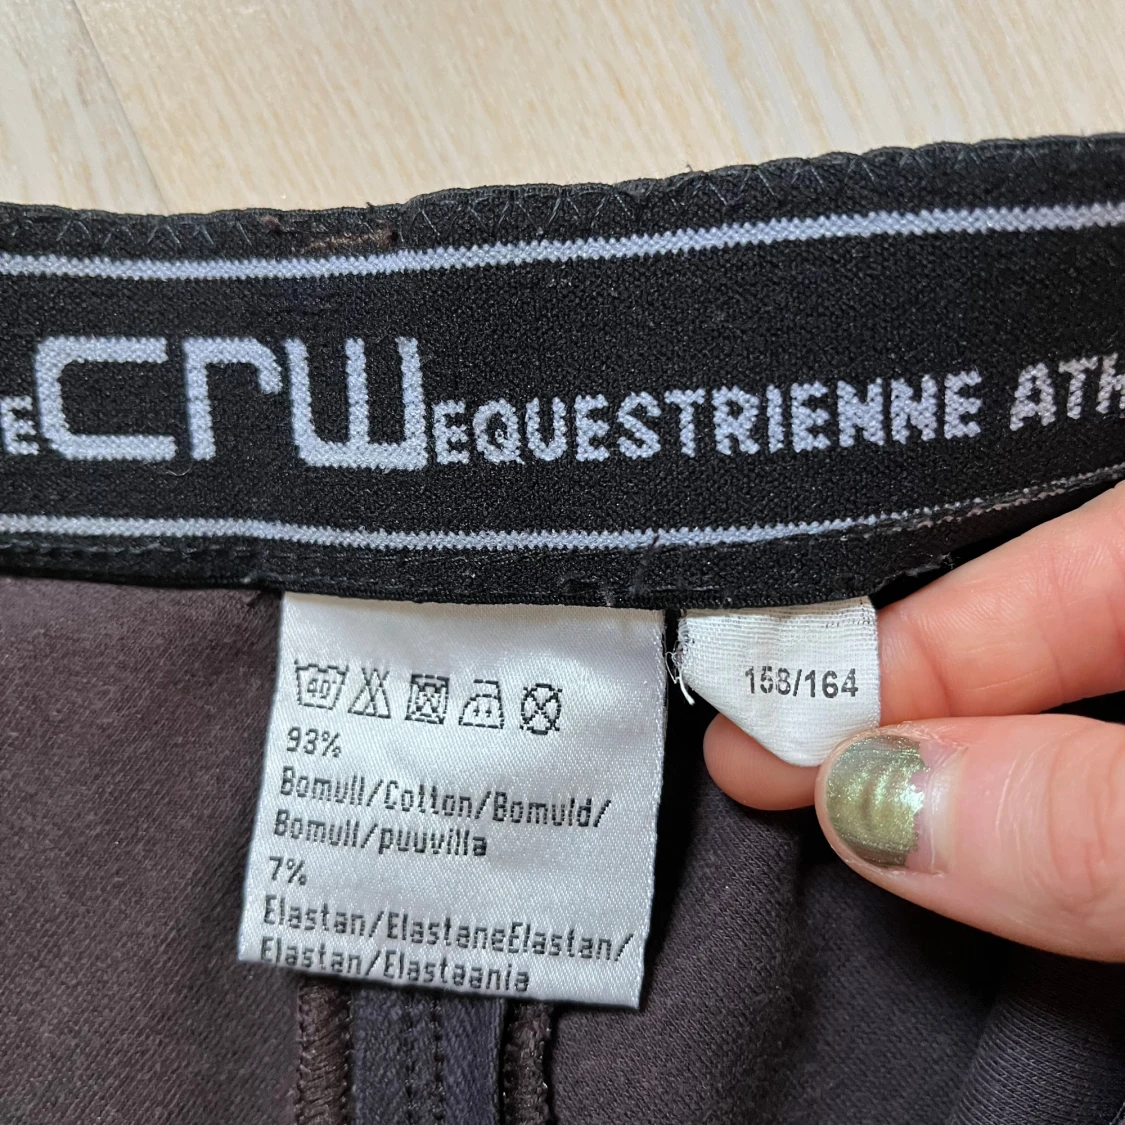 E CRW EQUESTRIENNE ATH
40
93%
Bomull/Cotton/Bomuld/
Bomull/puuvilla
7%
Elastan/ElastaneElastan/
Elastan/Elastaania
158/164